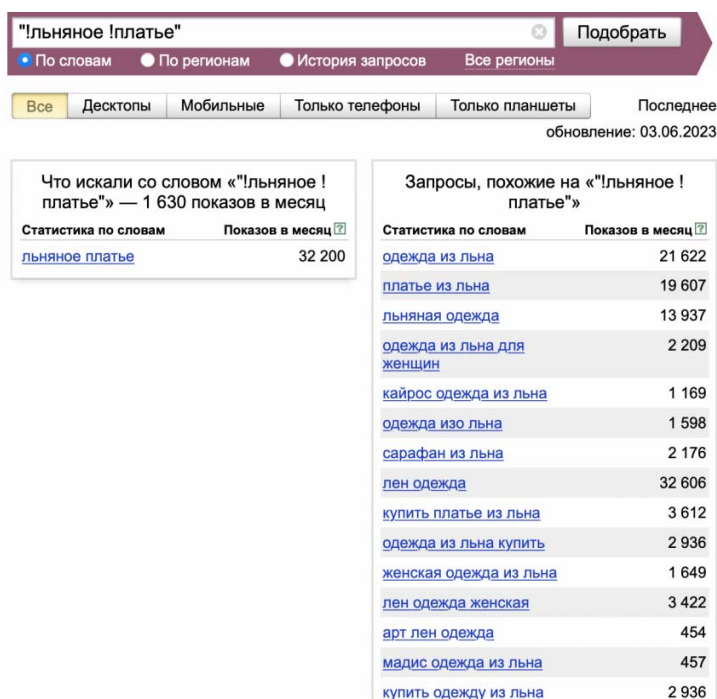 "!льняное !платье"
Подобрать
По словам
По регионам
История запросов
Все регионы
Все
Десктопы
Мобильные
Только телефоны
Только планшеты
Последнее
обновление: 03.06.2023
Что искали со словом «"!льняное !
платье"» — 1 630 показов в месяц
Статистика по словам
Показов в месяц ?
льняное платье
32 200
Запросы, похожие на «"!льняное !
платье"»
Статистика по словам
Показов в месяц ?
одежда из льна
21 622
платье из льна
19 607
льняная одежда
13 937
одежда из льна для
женщин
2 209
кайрос одежда из льна
1 169
одежда изо льна
1 598
сарафан из льна
2 176
лен одежда
32 606
купить платье из льна
3 612
одежда из льна купить
2 936
женская одежда из льна
1 649
лен одежда женская
3 422
арт лен одежда
454
мадис одежда из льна
457
купить одежду из льна
2 936